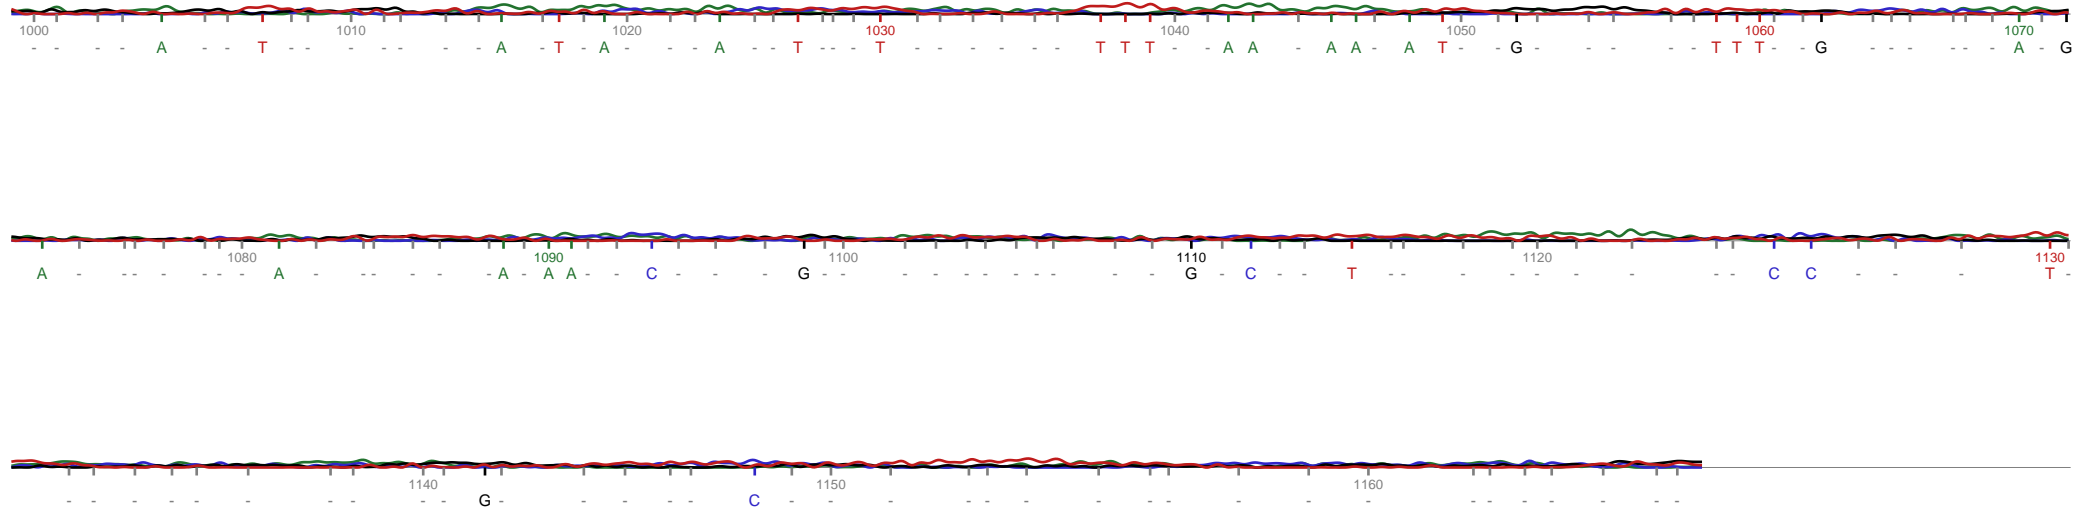 1000 1010 1020 1030 1040 1050 1060 1070
- - - - A - - T - - - - - - - A - T - A - - - A - - T - - - T - - - - - - T T T - - A A - A A - A T - - G - - - - - T T T - - G - - - - - - A - G
1080 1090 1100 1110 1120 1130
A - - - - - - - A - - - - - - A - A A - - C - - - G - - - - - - - - - - - G - C - - T - - - - - - - - - C C - - - T -
1140 1150 1160
- - - - - - - - - - G - - - - - C - - - - - - - - - - - - - - - - - - - -